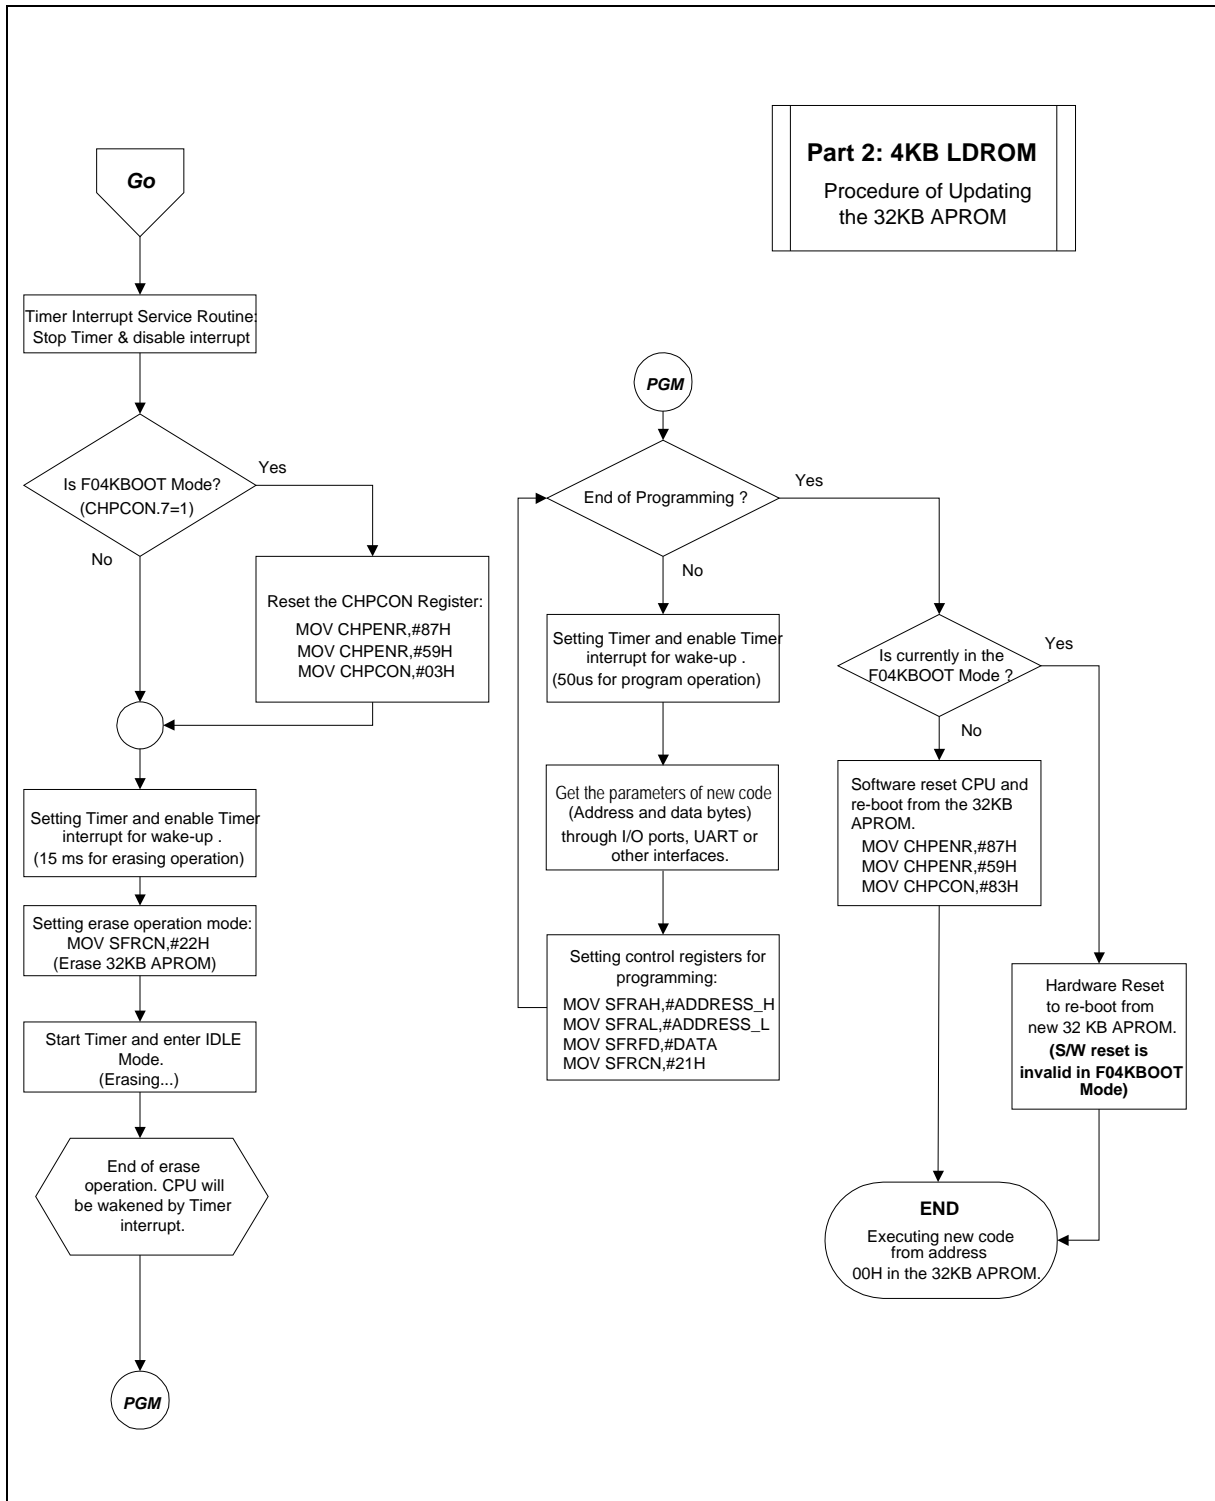 Part 2: 4KB LDROM
Procedure of Updating
the 32KB APROM
Go
Timer Interrupt Service Routine:
Stop Timer & disable interrupt
Is F04KBOOT Mode?
(CHPCON.7=1)
Yes
No
Reset the CHPCON Register:
MOV CHPENR,#87H
MOV CHPENR,#59H
MOV CHPCON,#03H
Setting Timer and enable Timer
interrupt for wake-up .
(15 ms for erasing operation)
Setting erase operation mode:
MOV SFRCN,#22H
(Erase 32KB APROM)
Start Timer and enter IDLE
Mode.
(Erasing...)
End of erase
operation. CPU will
be wakened by Timer
interrupt.
PGM
PGM
End of Programming ?
Yes
No
Setting Timer and enable Timer
interrupt for wake-up .
(50us for program operation)
Get the parameters of new code
(Address and data bytes)
through I/O ports, UART or
other interfaces.
Setting control registers for
programming:
MOV SFRAH,#ADDRESS_H
MOV SFRAL,#ADDRESS_L
MOV SFRFD,#DATA
MOV SFRCN,#21H
Is currently in the
F04KBOOT Mode ?
Yes
No
Software reset CPU and
re-boot from the 32KB
APROM.
MOV CHPENR,#87H
MOV CHPENR,#59H
MOV CHPCON,#83H
Hardware Reset
to re-boot from
new 32 KB APROM.
(S/W reset is
invalid in F04KBOOT
Mode)
END
Executing new code
from address
00H in the 32KB APROM.